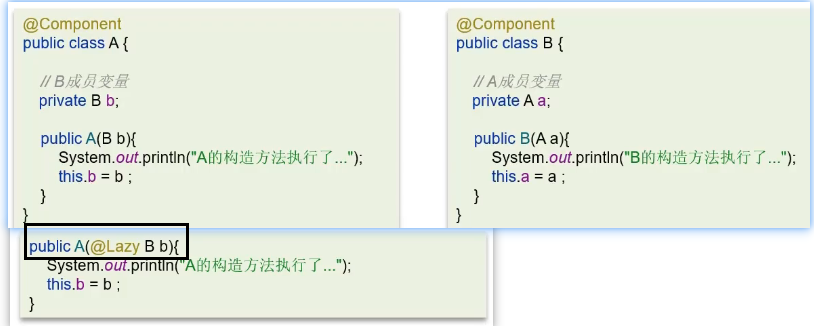 @Component
public class A {
// B成员变量
private B b;
public A(B b){
System.out.println("A的构造方法执行了...");
this.b = b ;
}
}
@Component
public class B {
// A成员变量
private A a;
public B(A a){
System.out.println("B的构造方法执行了...");
this.a = a ;
}
}
public A(@Lazy B b){
System.out.println("A的构造方法执行了...");
this.b = b ;
}